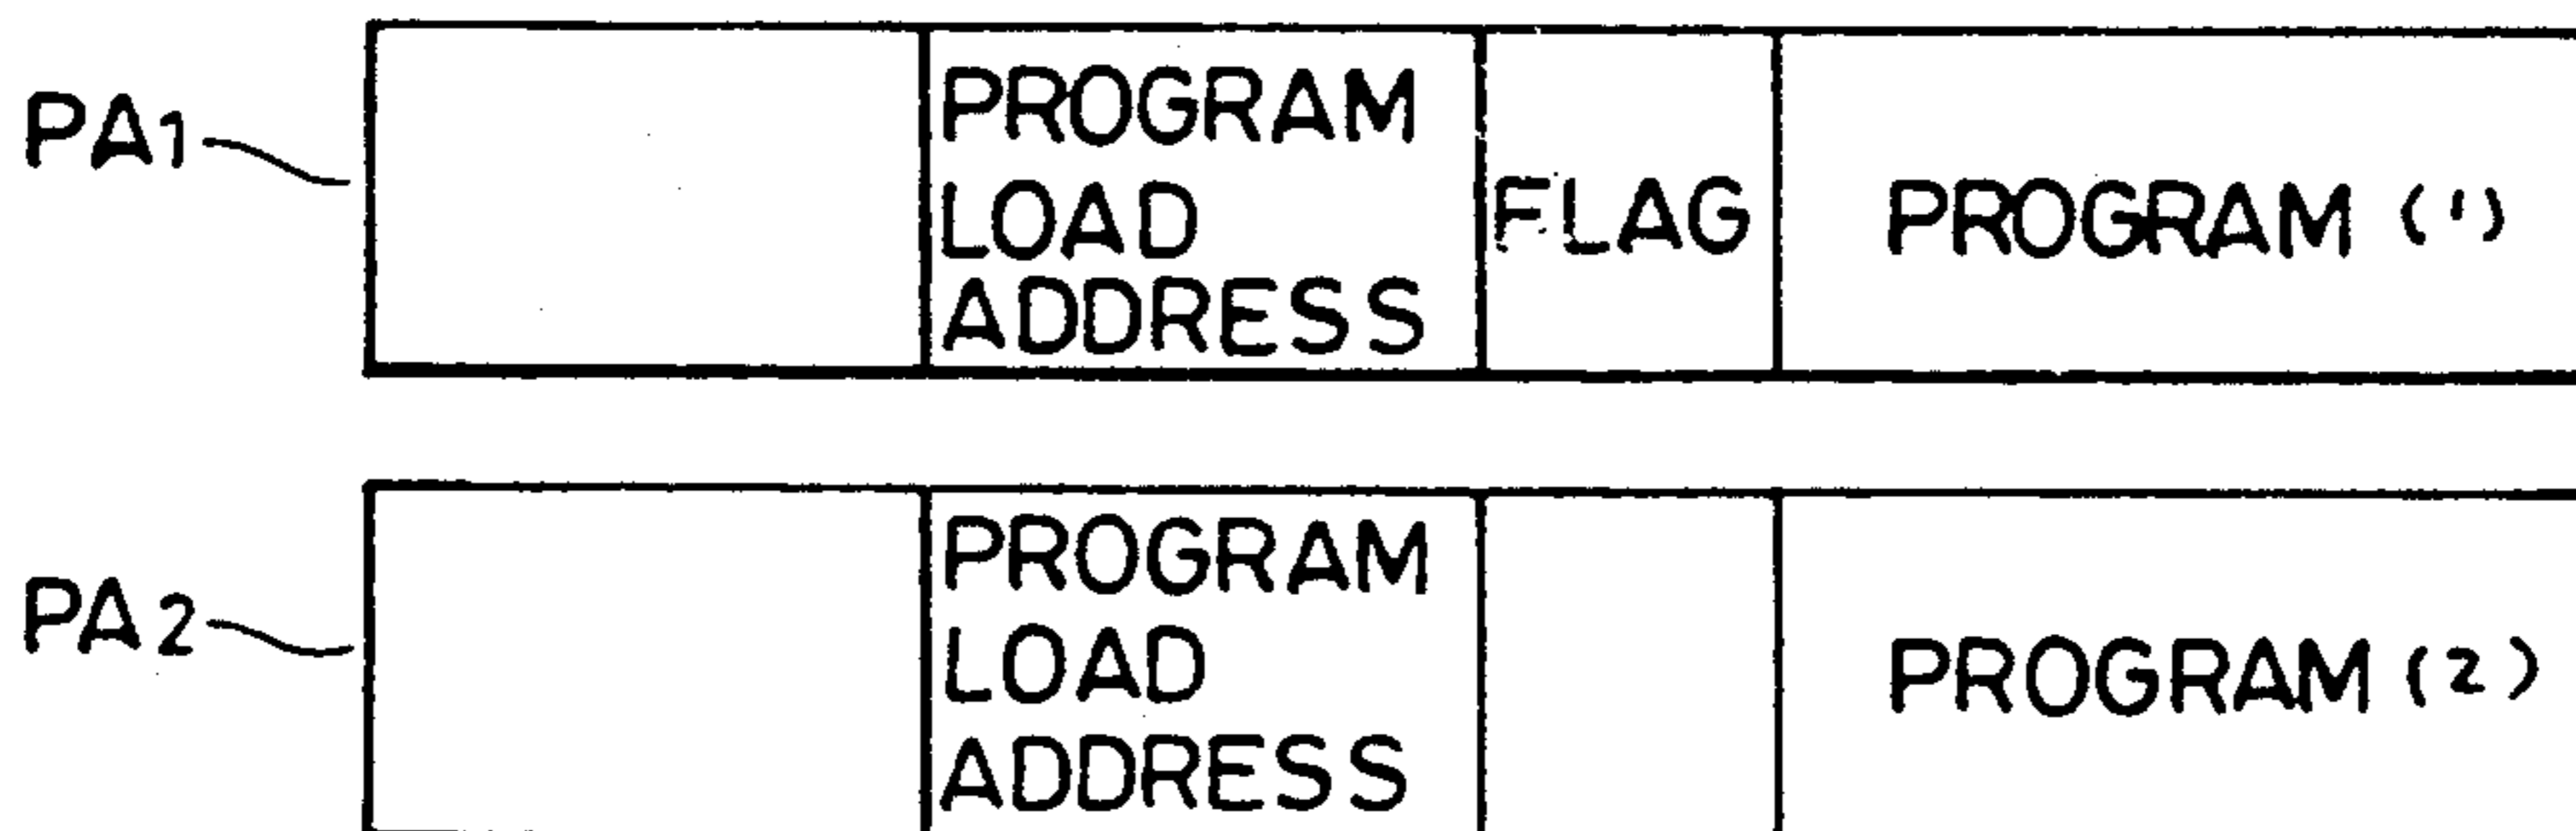 PA1
PROGRAM
LOAD
ADDRESS
FLAG
PROGRAM (1)
PA2
PROGRAM
LOAD
ADDRESS
PROGRAM (2)